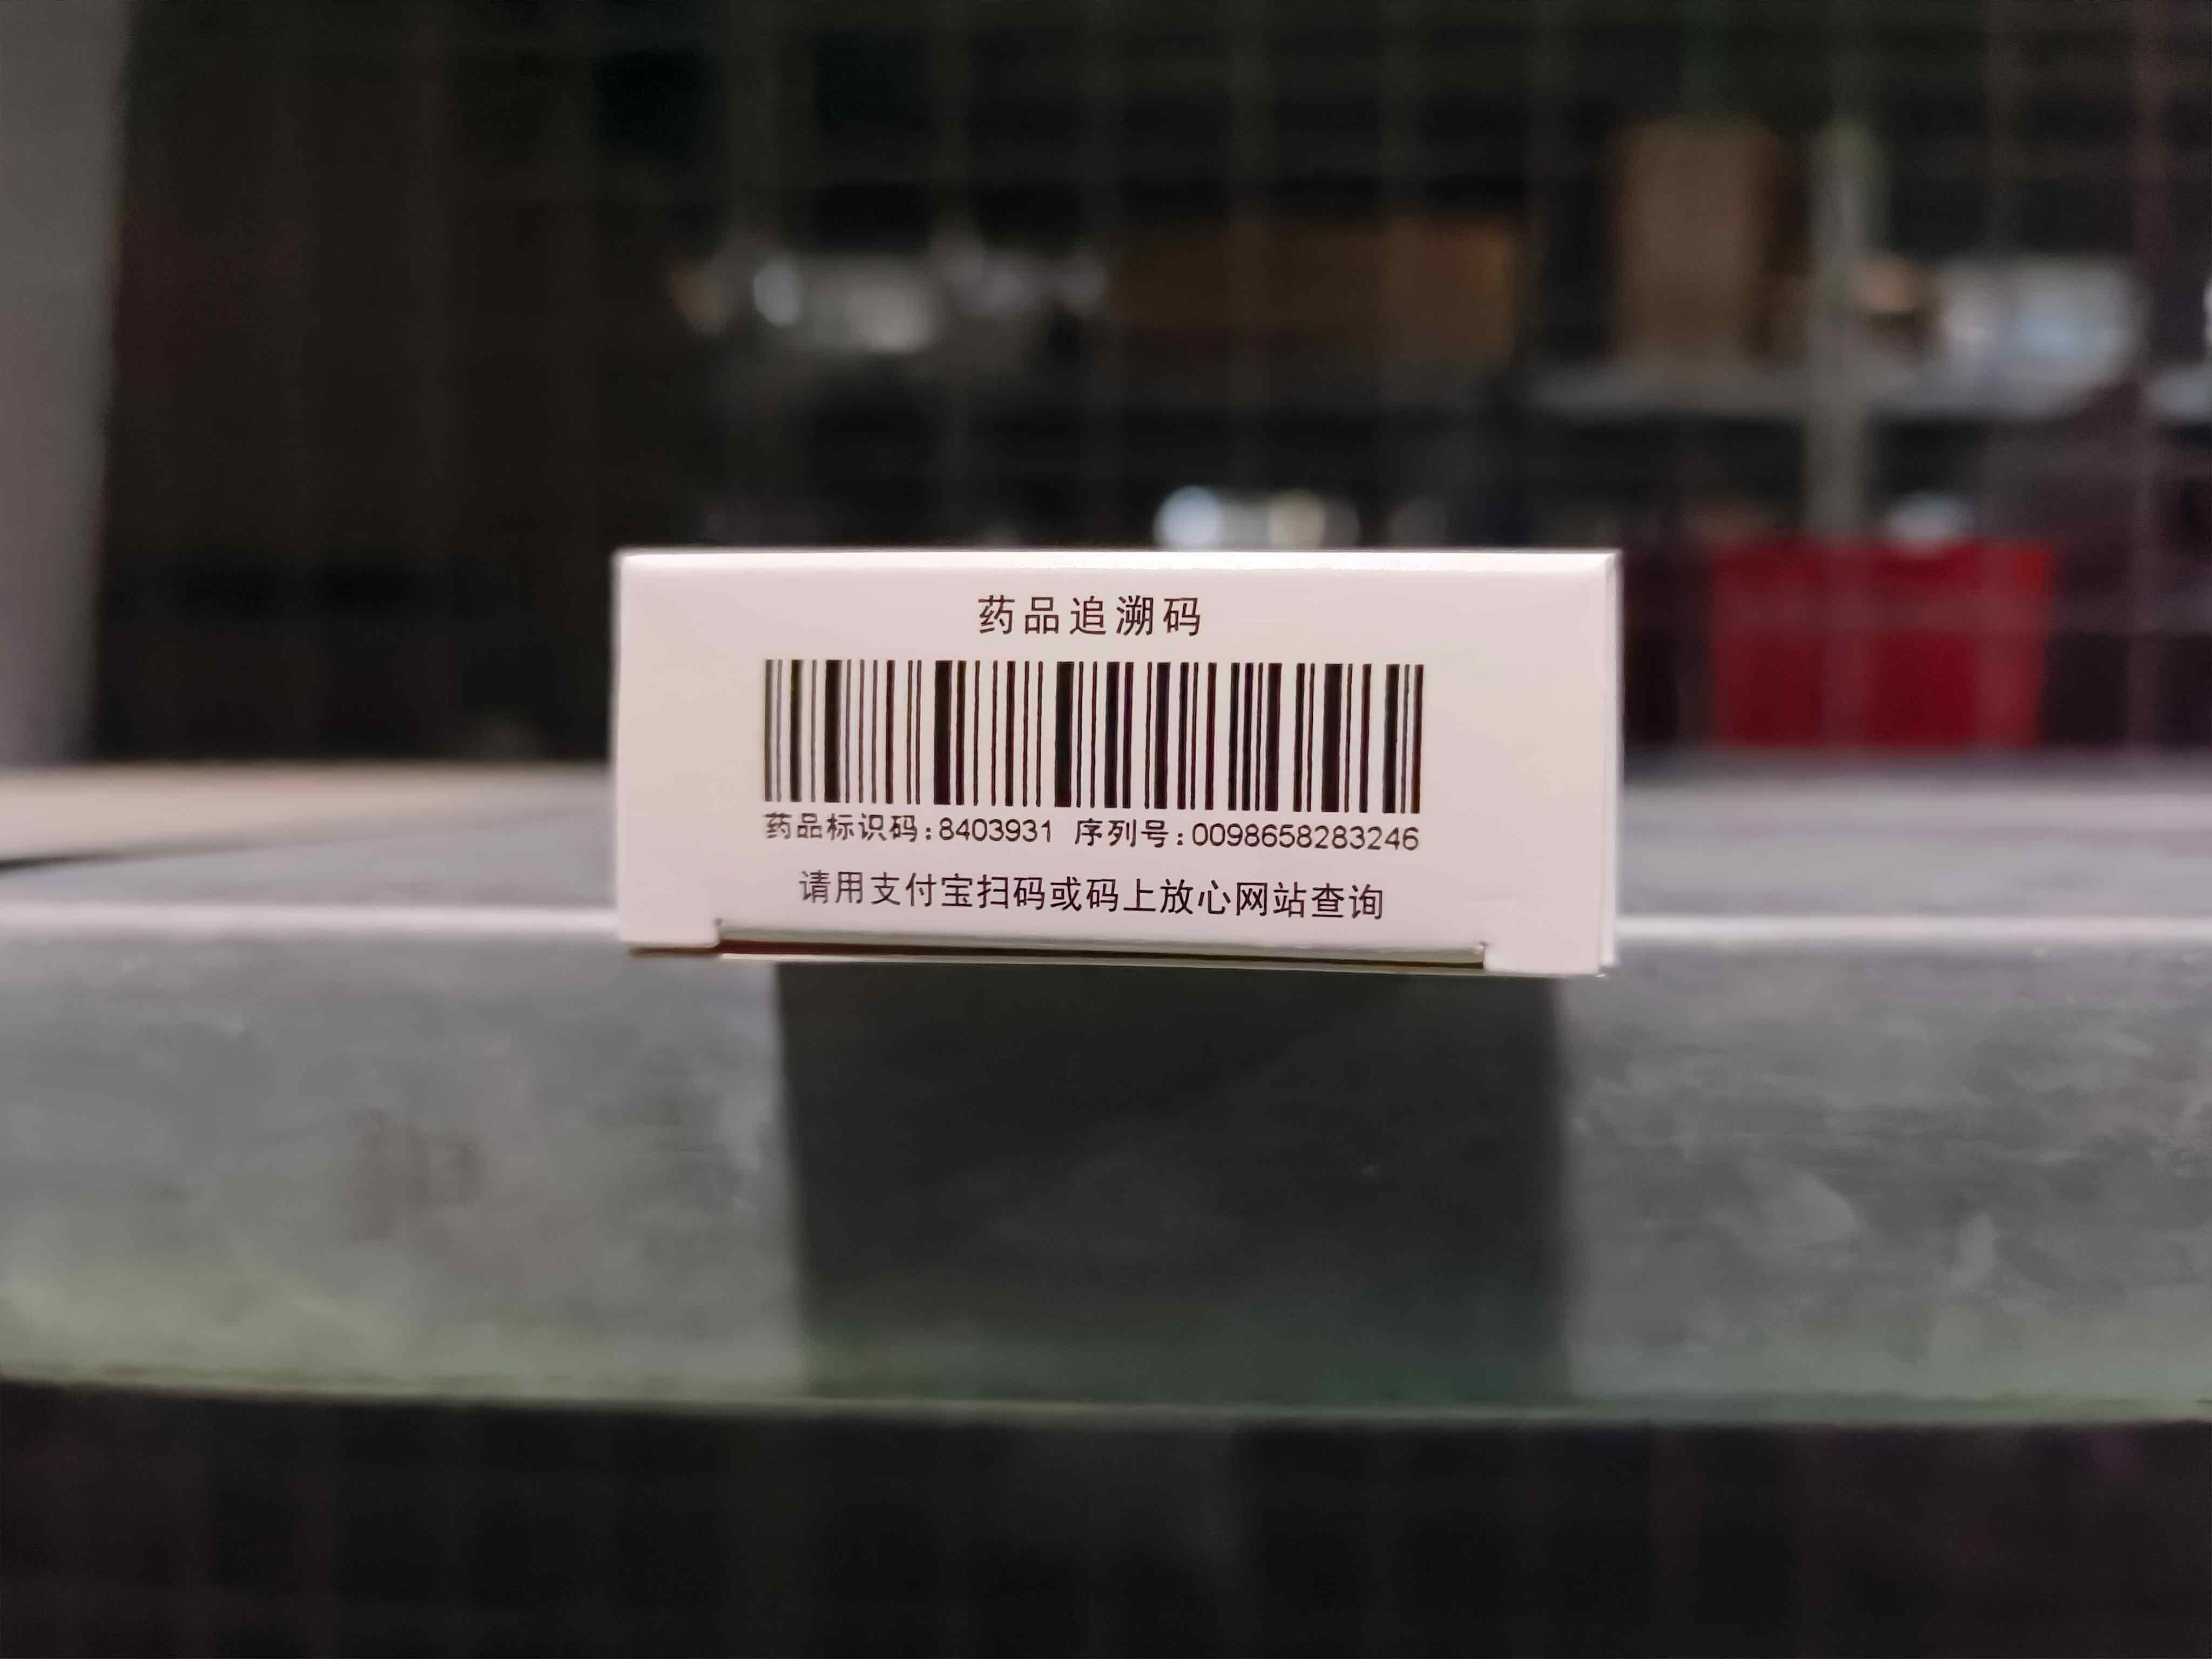 药品追溯码
药品标识码:8403931 序列号:0098658283246
请用支付宝扫码或码上放心网站查询